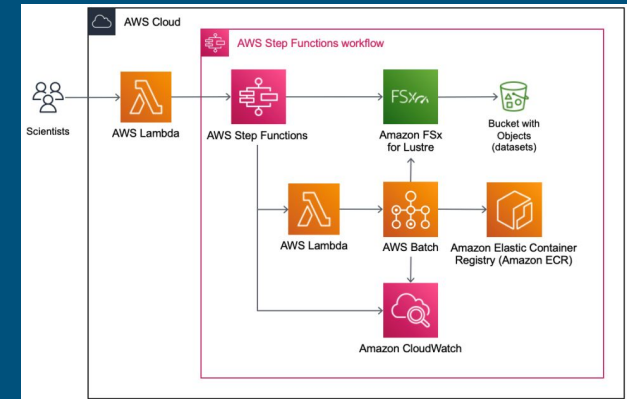 AWS Cloud
AWS Step Functions workflow
Scientists
AWS Lambda
AWS Step Functions
FSx
Amazon FSx
for Lustre
Bucket with
Objects
(datasets)
AWS Lambda
AWS Batch
Amazon Elastic Container
Registry (Amazon ECR)
Amazon CloudWatch